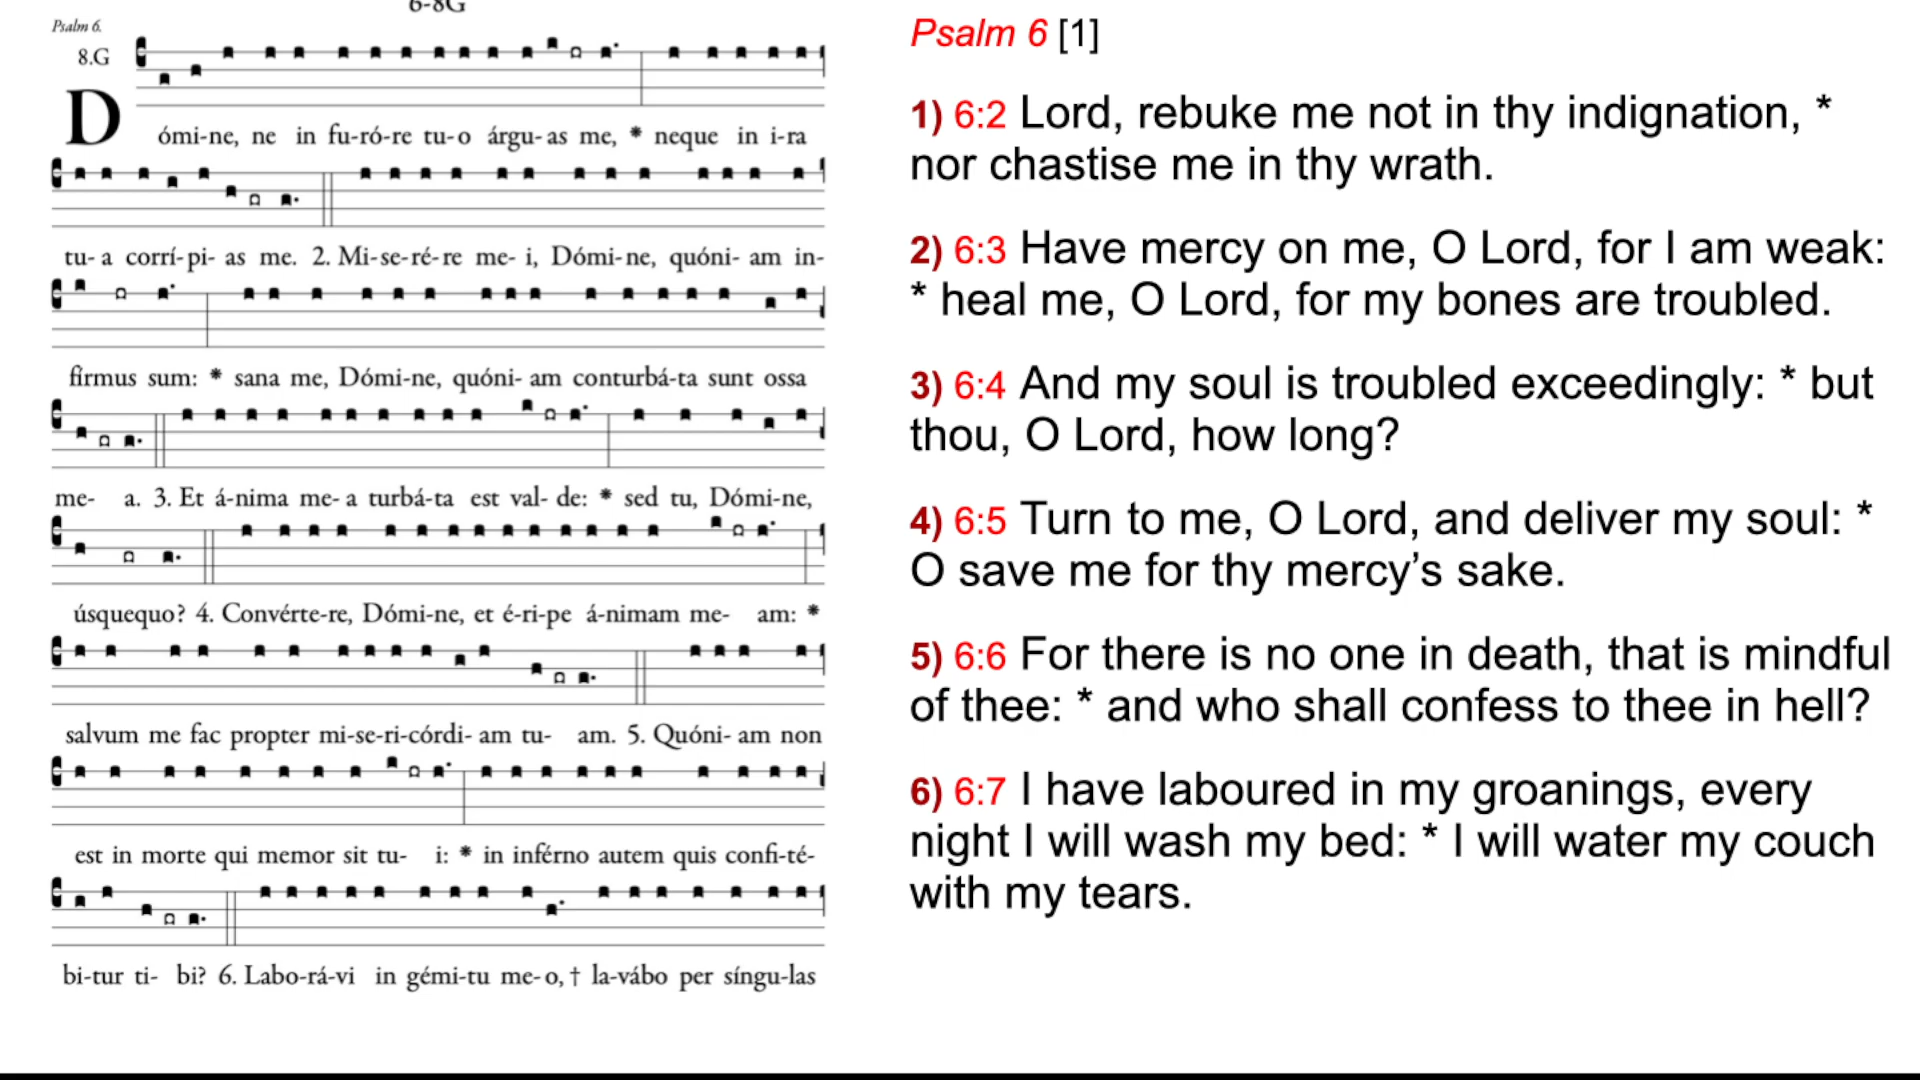 6-8G
Psalm 6.
8.G
Dómi-ne, ne in fu-ró-re tu-o árgu-as me, * neque in i-ra
tu-a corrí-pi-as me. 2. Mi-se-ré-re me-i, Dómi-ne, quóni-am in-
fírmus sum: * sana me, Dómi-ne, quóni-am conturbá-ta sunt ossa
me- a. 3. Et á-nima me-a turbá-ta est val-de: * sed tu, Dómi-ne,
úsquequo? 4. Convérte-re, Dómi-ne, et é-ri-pe á-nimam me- am: *
salvum me fac propter mi-se-ri-córdi-am tu- am. 5. Quóni-am non
est in morte qui memor sit tu- i: * in inférno autem quis confi-té-
bi-tur ti- bi? 6. Labo-rá-vi in gémi-tu me-o, † la-vábo per síngu-las
Psalm 6 [1]
1) 6:2 Lord, rebuke me not in thy indignation, *
nor chastise me in thy wrath.
2) 6:3 Have mercy on me, O Lord, for I am weak:
* heal me, O Lord, for my bones are troubled.
3) 6:4 And my soul is troubled exceedingly: * but
thou, O Lord, how long?
4) 6:5 Turn to me, O Lord, and deliver my soul: *
O save me for thy mercy’s sake.
5) 6:6 For there is no one in death, that is mindful
of thee: * and who shall confess to thee in hell?
6) 6:7 I have laboured in my groanings, every
night I will wash my bed: * I will water my couch
with my tears.